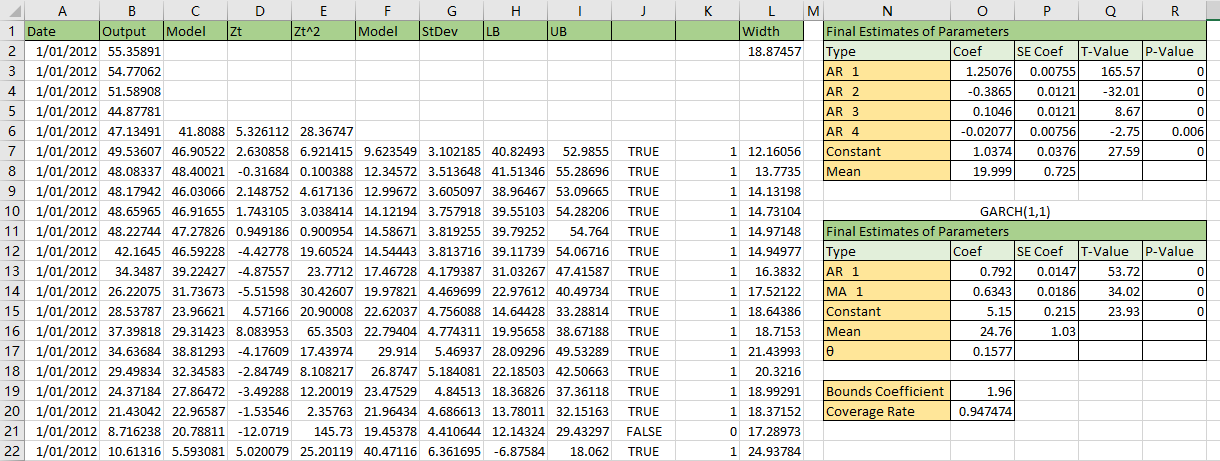 A B C D E F G H I J K L M N O P Q R
1 Date Output Model Zt Zt^2 Model StDev LB UB Width Final Estimates of Parameters
2 1/01/2012 55.35891 18.87457 Type Coef SE Coef T-Value P-Value
3 1/01/2012 54.77062 AR 1 1.25076 0.00755 165.57 0
4 1/01/2012 51.58908 AR 2 -0.3865 0.0121 -32.01 0
5 1/01/2012 44.87781 AR 3 0.1046 0.0121 8.67 0
6 1/01/2012 47.13491 41.8088 5.326112 28.36747 AR 4 -0.02077 0.00756 -2.75 0.006
7 1/01/2012 49.53607 46.90522 2.630858 6.921415 9.623549 3.102185 40.82493 52.9855 TRUE 1 12.16056 Constant 1.0374 0.0376 27.59 0
8 1/01/2012 48.08337 48.40021 -0.31684 0.100388 12.34572 3.513648 41.51346 55.28696 TRUE 1 13.7735 Mean 19.999 0.725
9 1/01/2012 48.17942 46.03066 2.148752 4.617136 12.99672 3.605097 38.96467 53.09665 TRUE 1 14.13198
10 1/01/2012 48.65965 46.91655 1.743105 3.038414 14.12194 3.757918 39.55103 54.28206 TRUE 1 14.73104 GARCH(1,1)
11 1/01/2012 48.22744 47.27826 0.949186 0.900954 14.58671 3.819255 39.79252 54.764 TRUE 1 14.97148 Final Estimates of Parameters
12 1/01/2012 42.1645 46.59228 -4.42778 19.60524 14.54443 3.813716 39.11739 54.06716 TRUE 1 14.94977 Type Coef SE Coef T-Value P-Value
13 1/01/2012 34.3487 39.22427 -4.87557 23.7712 17.46728 4.179387 31.03267 47.41587 TRUE 1 16.3832 AR 1 0.792 0.0147 53.72 0
14 1/01/2012 26.22075 31.73673 -5.51598 30.42607 19.97821 4.469699 22.97612 40.49734 TRUE 1 17.52122 MA 1 0.6343 0.0186 34.02 0
15 1/01/2012 28.53787 23.96621 4.57166 20.90008 22.62037 4.756088 14.64428 33.28814 TRUE 1 18.64386 Constant 5.15 0.215 23.93 0
16 1/01/2012 37.39818 29.31423 8.083953 65.3503 22.79404 4.774311 19.95658 38.67188 TRUE 1 18.7153 Mean 24.76 1.03
17 1/01/2012 34.63684 38.81293 -4.17609 17.43974 29.914 5.46937 28.09296 49.53289 TRUE 1 21.43993 θ 0.1577
18 1/01/2012 29.49834 32.34583 -2.84749 8.108217 26.8747 5.184081 22.18503 42.50663 TRUE 1 20.3216
19 1/01/2012 24.37184 27.86472 -3.49288 12.20019 23.47529 4.84513 18.36826 37.36118 TRUE 1 18.99291 Bounds Coefficient 1.96
20 1/01/2012 21.43042 22.96587 -1.53546 2.35763 21.96434 4.686613 13.78011 32.15163 TRUE 1 18.37152 Coverage Rate 0.947474
21 1/01/2012 8.716238 20.78811 -12.0719 145.73 19.45378 4.410644 12.14324 29.43297 FALSE 0 17.28973
22 1/01/2012 10.61316 5.593081 5.020079 25.20119 40.47116 6.361695 -6.87584 18.062 TRUE 1 24.93784